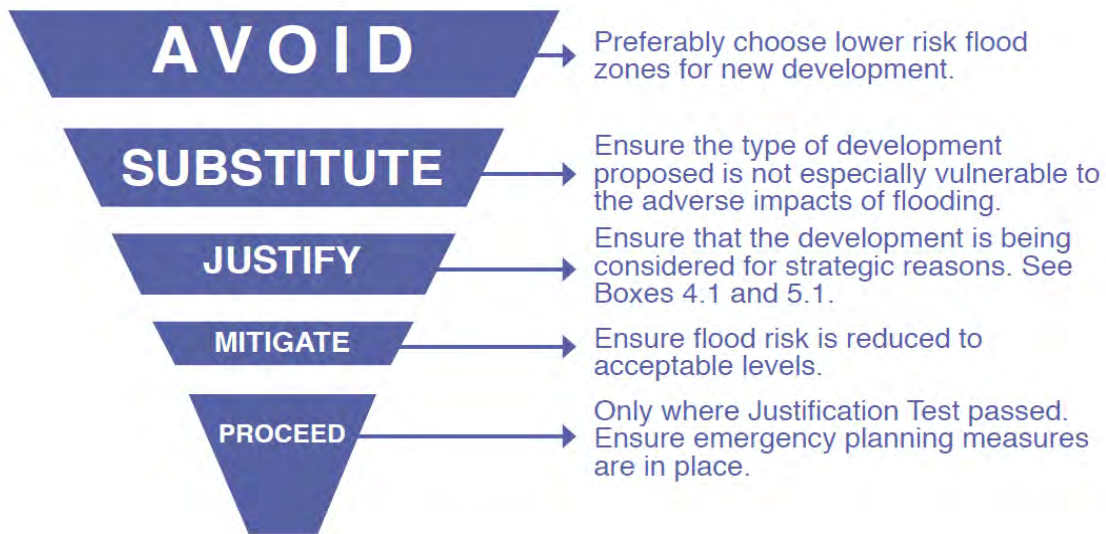 AVOID
Preferably choose lower risk flood
zones for new development.
SUBSTITUTE
Ensure the type of development
proposed is not especially vulnerable to
the adverse impacts of flooding.
JUSTIFY
Ensure that the development is being
considered for strategic reasons. See
Boxes 4.1 and 5.1.
MITIGATE
Ensure flood risk is reduced to
acceptable levels.
PROCEED
Only where Justification Test passed.
Ensure emergency planning measures
are in place.